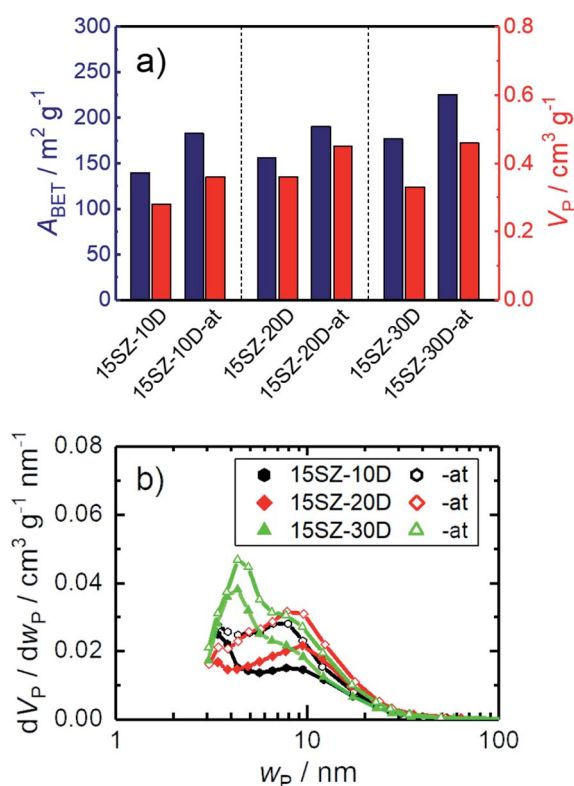 a)
300
250
200
150
100
50
0
A_BET / m² g⁻¹
0.8
0.6
0.4
0.2
0.0
V_P / cm³ g⁻¹
15SZ-10D
15SZ-10D-at
15SZ-20D
15SZ-20D-at
15SZ-30D
15SZ-30D-at
b)
0.08
0.06
0.04
0.02
0.00
dV_P / dw_P / cm³ g⁻¹ nm⁻¹
15SZ-10D -at
15SZ-20D -at
15SZ-30D -at
1 10 100
w_P / nm